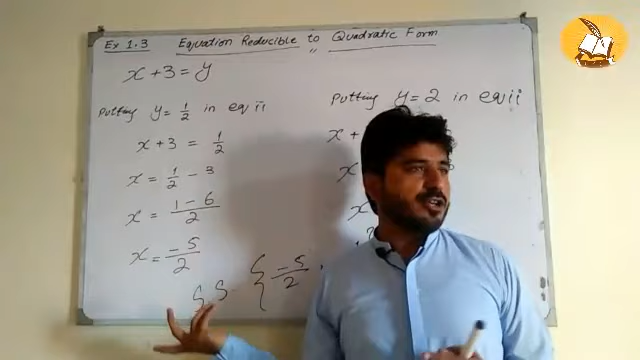 Ex 1.3 Equation Reducible to Quadratic Form
x + 3 = y
Putting y = 1/2 in eq ii
x + 3 = 1/2
x = 1/2 - 3
x = (1 - 6)/2
x = -5/2
Putting y = 2 in eq ii
x +
x
x
S S { -5/2 ,